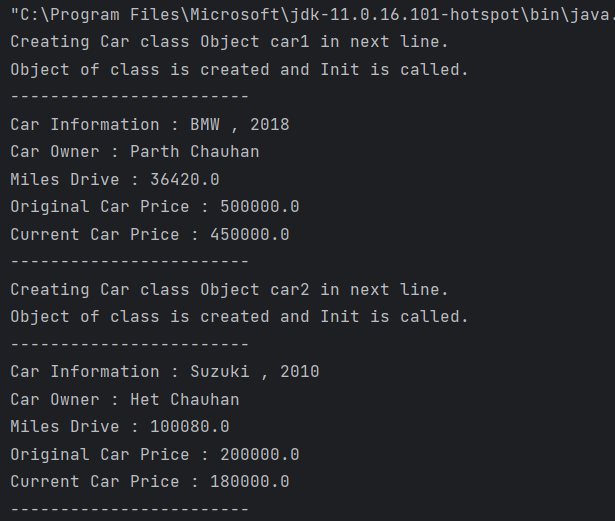 "C:\Program Files\Microsoft\jdk-11.0.16.101-hotspot\bin\java.
Creating Car class Object car1 in next line.
Object of class is created and Init is called.
------------------------
Car Information : BMW , 2018
Car Owner : Parth Chauhan
Miles Drive : 36420.0
Original Car Price : 500000.0
Current Car Price : 450000.0
------------------------
Creating Car class Object car2 in next line.
Object of class is created and Init is called.
------------------------
Car Information : Suzuki , 2010
Car Owner : Het Chauhan
Miles Drive : 100080.0
Original Car Price : 200000.0
Current Car Price : 180000.0
------------------------